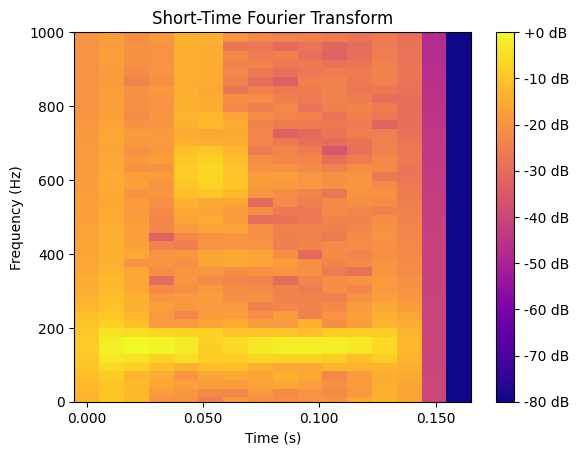 Short-Time Fourier Transform
1000
800
600
400
200
0
Frequency (Hz)
0.000
0.050
0.100
0.150
Time (s)
+0 dB
-10 dB
-20 dB
-30 dB
-40 dB
-50 dB
-60 dB
-70 dB
-80 dB